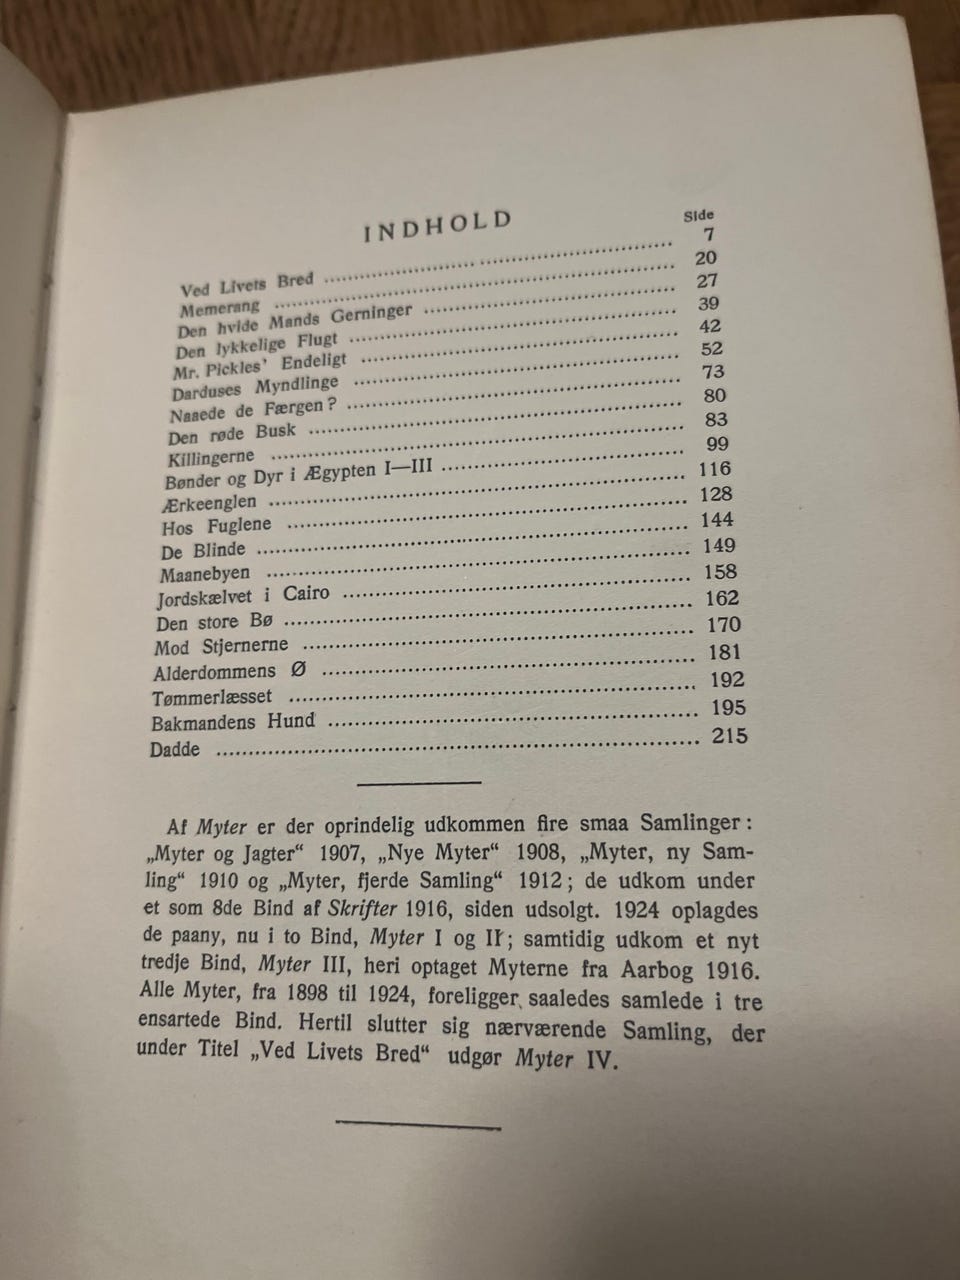 INDHOLD
Side
Ved Livets Bred ........................ 7
Memerang ........................ 20
Den hvide Mands Gerninger ........................ 27
Den lykkelige Flugt ........................ 39
Mr. Pickles' Endeligt ........................ 42
Darduses Myndlinge ........................ 52
Naaede de Færgen? ........................ 73
Den røde Busk ........................ 80
Killingerne ........................ 83
Bønder og Dyr i Ægypten I—III ........................ 99
Ærkeenglen ........................ 116
Hos Fuglene ........................ 128
De Blinde ........................ 144
Maanebyen ........................ 149
Jordskælvet i Cairo ........................ 158
Den store Bø ........................ 162
Mod Stjernerne ........................ 170
Alderdommens Ø ........................ 181
Tømmerlæsset ........................ 192
Bakmandens Hund ........................ 195
Dadde ........................ 215
Af Myter er der oprindelig udkommen fire smaa Samlinger:
„Myter og Jagter“ 1907, „Nye Myter“ 1908, „Myter, ny Sam-
ling“ 1910 og „Myter, fjerde Samling“ 1912; de udkom under
et som 8de Bind af Skrifter 1916, siden udsolgt. 1924 oplagdes
de paany, nu i to Bind, Myter I og II; samtidig udkom et nyt
tredje Bind, Myter III, heri optaget Myterne fra Aarbog 1916.
Alle Myter, fra 1898 til 1924, foreligger saaledes samlede i tre
ensartede Bind. Hertil slutter sig nærværende Samling, der
under Titel „Ved Livets Bred“ udgør Myter IV.